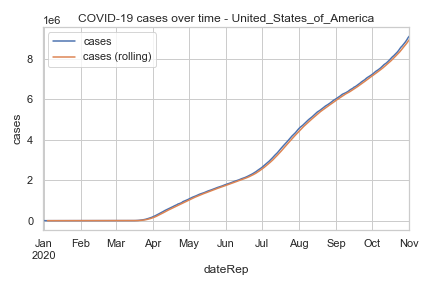 COVID-19 cases over time - United_States_of_America
1e6
cases
cases (rolling)
8
6
4
2
0
cases
Jan Feb Mar Apr May Jun Jul Aug Sep Oct Nov
2020
dateRep